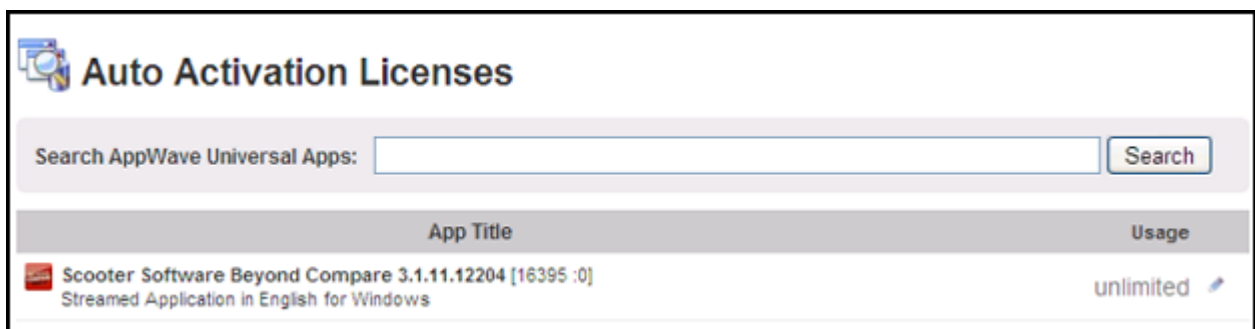 Auto Activation Licenses
Search AppWave Universal Apps:
Search
App Title
Usage
Scooter Software Beyond Compare 3.1.11.12204 [16395 :0]
Streamed Application in English for Windows
unlimited